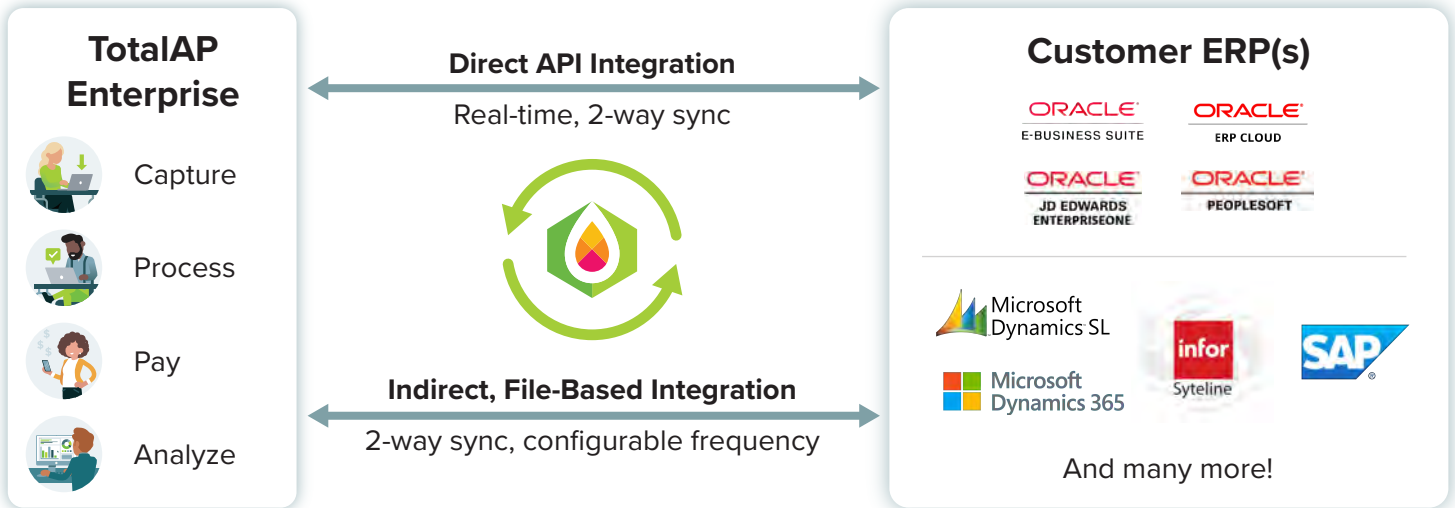 TotalAP
Enterprise
Capture
Process
Pay
Analyze
Direct API Integration
Real-time, 2-way sync
Indirect, File-Based Integration
2-way sync, configurable frequency
Customer ERP(s)
ORACLE®
E-BUSINESS SUITE
ORACLE®
ERP CLOUD
ORACLE®
JD EDWARDS
ENTERPRISEONE
ORACLE®
PEOPLESOFT
Microsoft
Dynamics SL
Microsoft
Dynamics 365
infor
Syteline
SAP®
And many more!